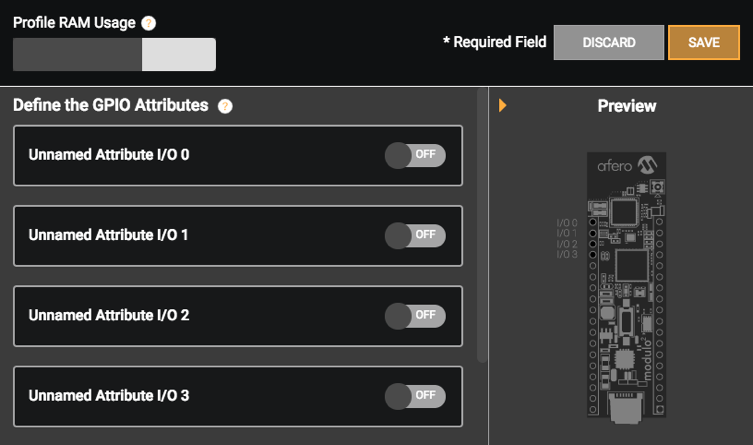 Profile RAM Usage ?
* Required Field
DISCARD
SAVE
Define the GPIO Attributes ?
Unnamed Attribute I/O 0
OFF
Unnamed Attribute I/O 1
OFF
Unnamed Attribute I/O 2
OFF
Unnamed Attribute I/O 3
OFF
Preview
afero
I/O 0
I/O 1
I/O 2
I/O 3
modulo